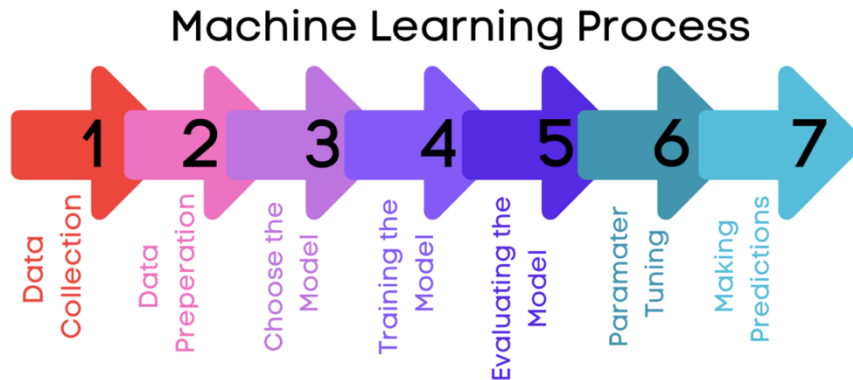 Machine Learning Process
1
2
3
4
5
6
7
Data
Collection
Data
Preperation
Choose the
Model
Training the
Model
Evaluating the
Model
Paramater
Tuning
Making
Predictions